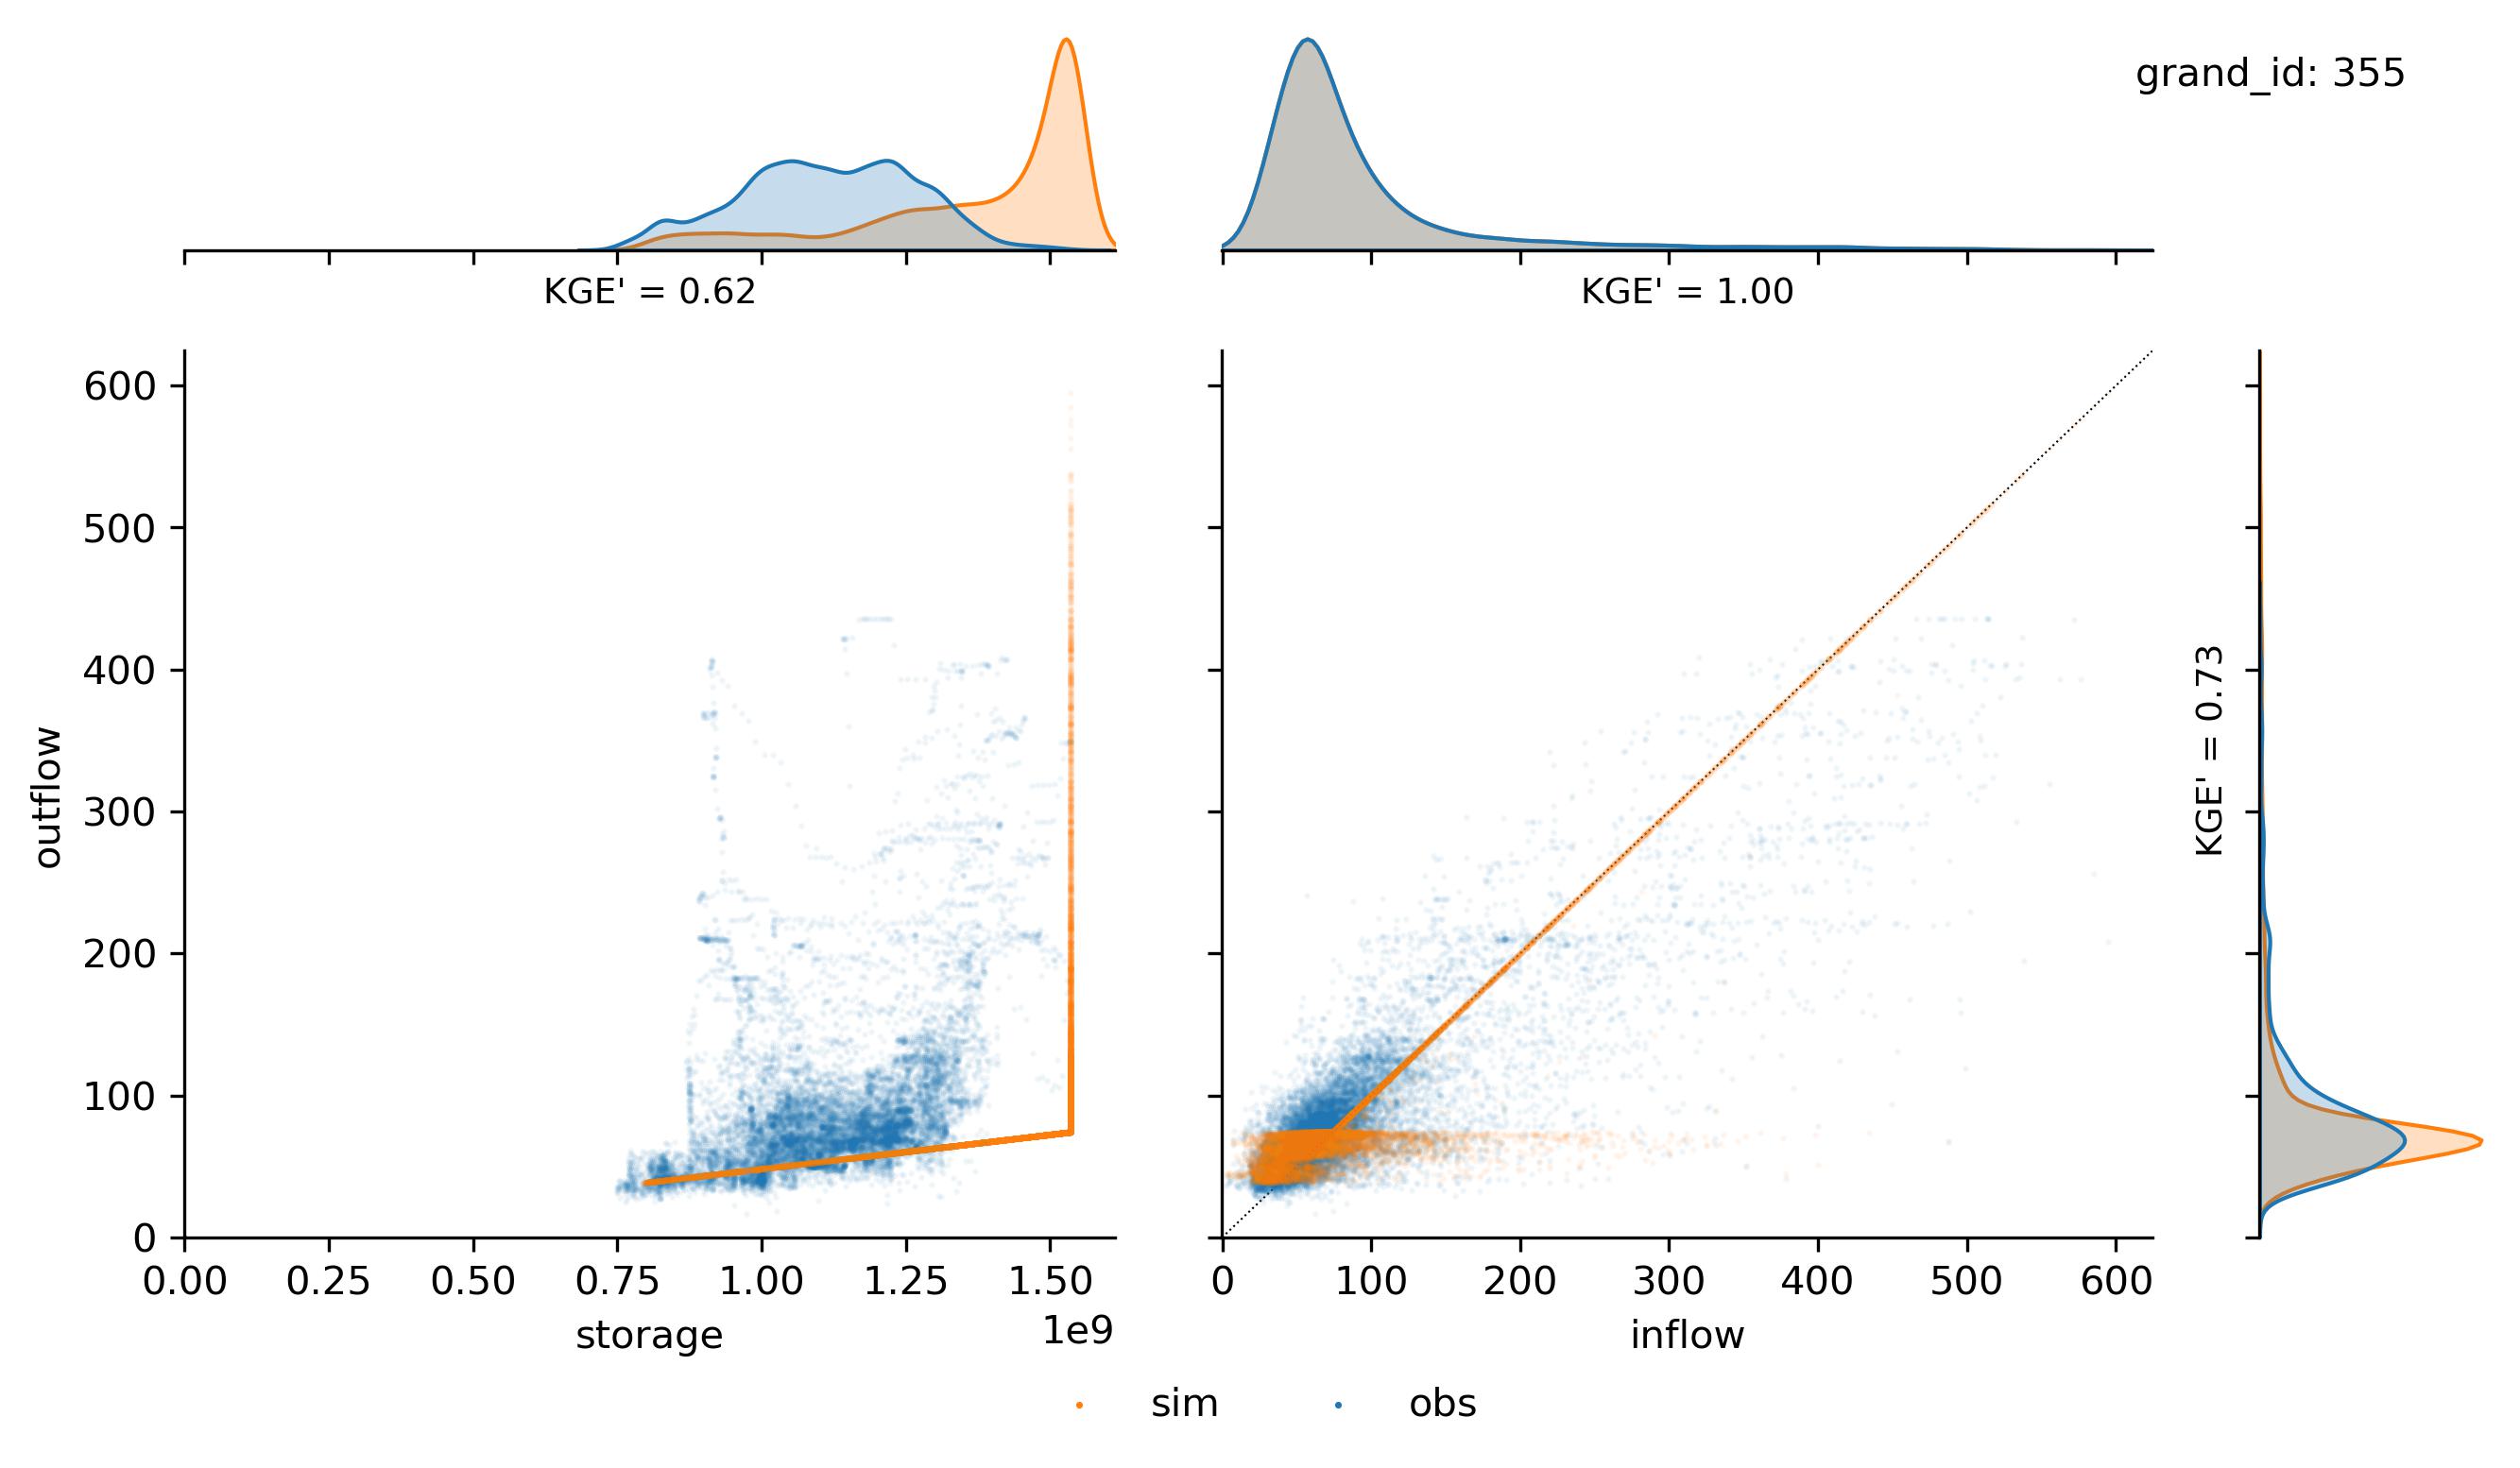 grand_id: 355
KGE' = 0.62
KGE' = 1.00
600
500
400
300
200
100
0
outflow
KGE' = 0.73
0.00 0.25 0.50 0.75 1.00 1.25 1.50
1e9
storage
0 100 200 300 400 500 600
inflow
sim obs